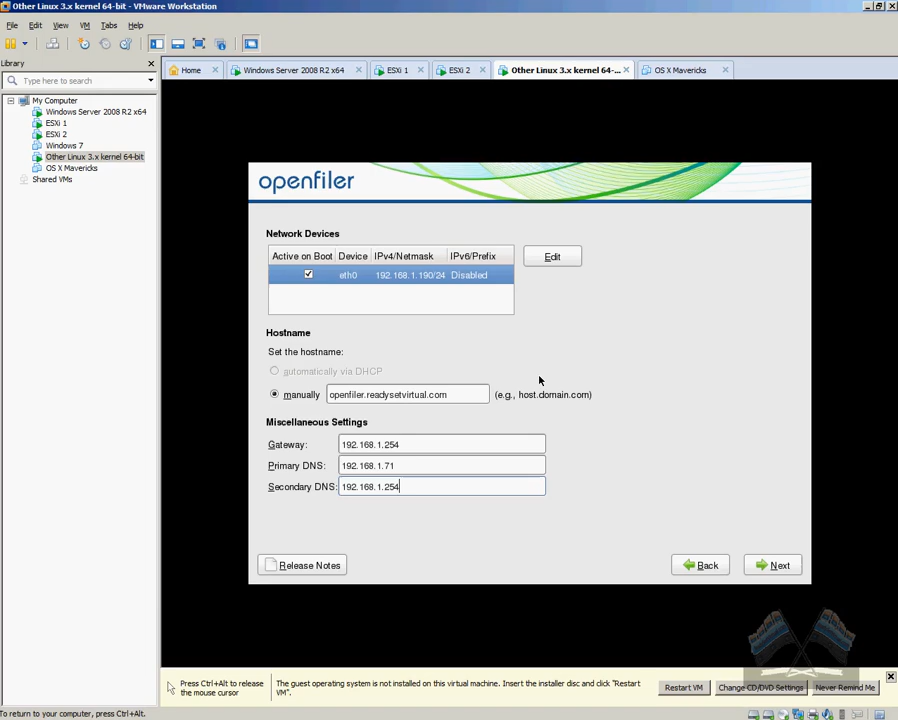 Other Linux 3.x kernel 64-bit - VMware Workstation
File Edit View VM Tabs Help
Library
Type here to search
My Computer
Windows Server 2008 R2 x64
ESXi 1
ESXi 2
Windows 7
Other Linux 3.x kernel 64-bit
OS X Mavericks
Shared VMs
Home Windows Server 2008 R2 x64 ESXi 1 ESXi 2 Other Linux 3.x kernel 64-... OS X Mavericks
openfiler
Network Devices
Active on Boot Device IPv4/Netmask IPv6/Prefix
eth0 192.168.1.190/24 Disabled
Edit
Hostname
Set the hostname:
automatically via DHCP
manually openfiler.readysetvirtual.com (e.g., host.domain.com)
Miscellaneous Settings
Gateway: 192.168.1.254
Primary DNS: 192.168.1.71
Secondary DNS: 192.168.1.254
Release Notes Back Next
Press Ctrl+Alt to release
the mouse cursor
The guest operating system is not installed on this virtual machine. Insert the installer disc and click "Restart
VM".
Restart VM Change CD/DVD Settings Never Remind Me
To return to your computer, press Ctrl+Alt.